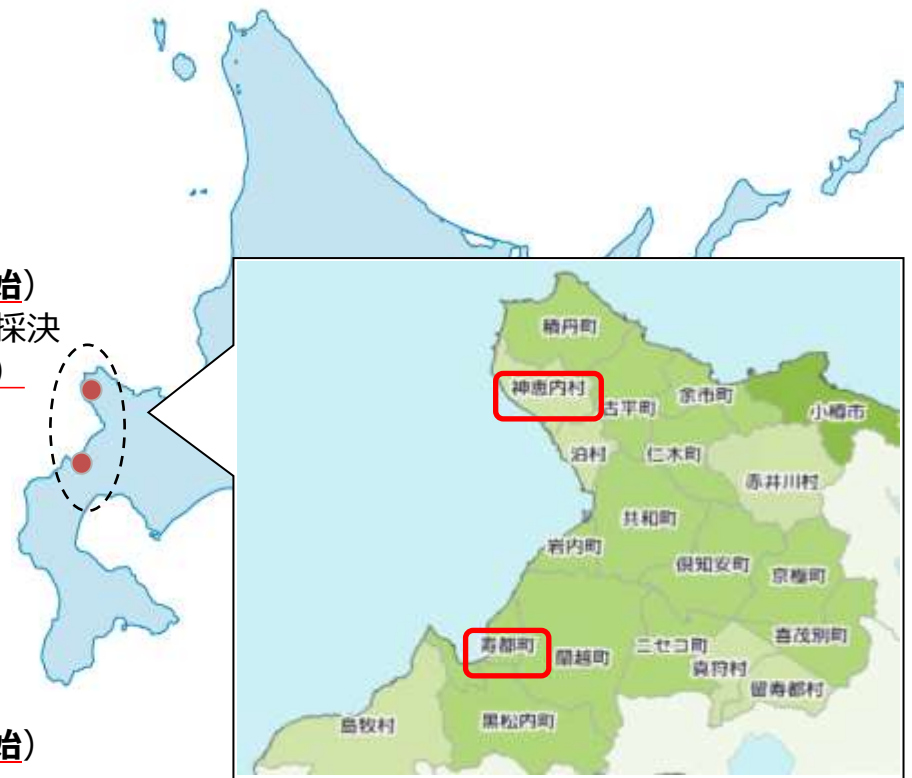 始）
採決
）
始）
積丹町
神恵内村
古平町
余市町
小樽市
泊村
仁木町
赤井川村
共和町
岩内町
倶知安町
京極町
寿都町
蘭越町
ニセコ町
喜茂別町
真狩村
留寿都村
島牧村
黒松内町